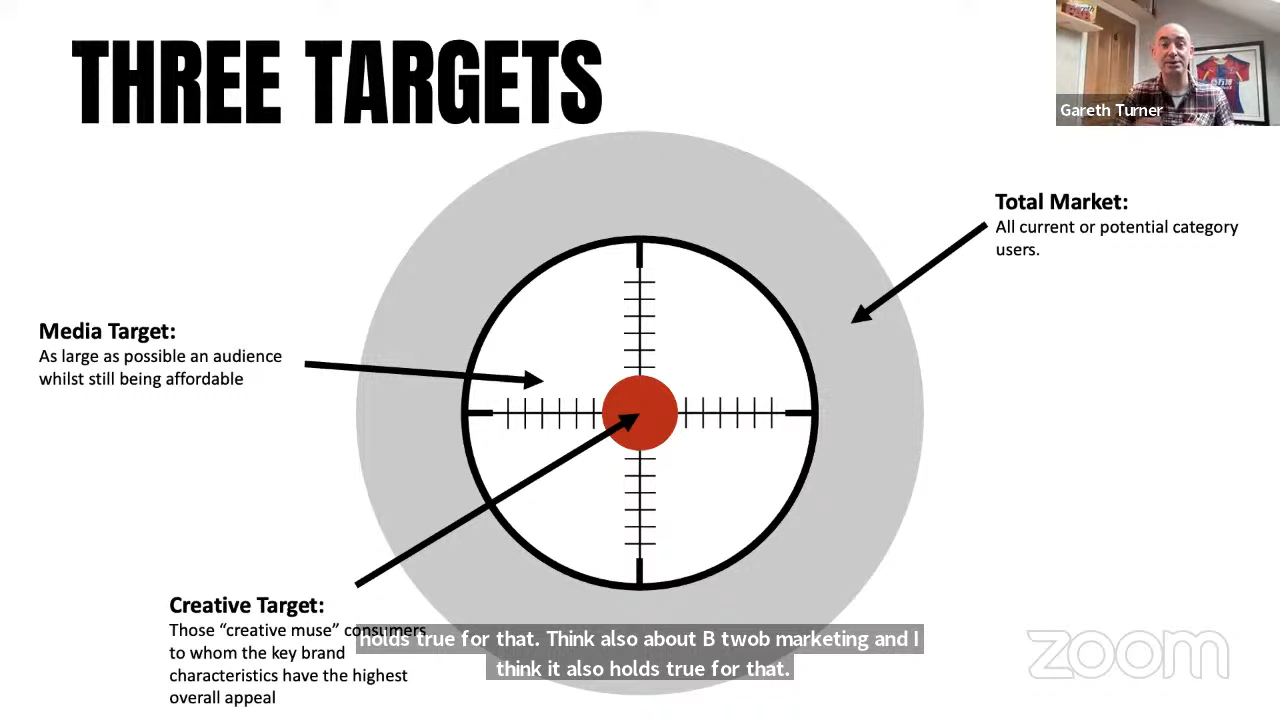 THREE TARGETS
Gareth Turner
Total Market:
All current or potential category
users.
Media Target:
As large as possible an audience
whilst still being affordable
Creative Target:
Those “creative muse” consumers
to whom the key brand
characteristics have the highest
overall appeal
holds true for that. Think also about B twob marketing and I
think it also holds true for that.
zoom